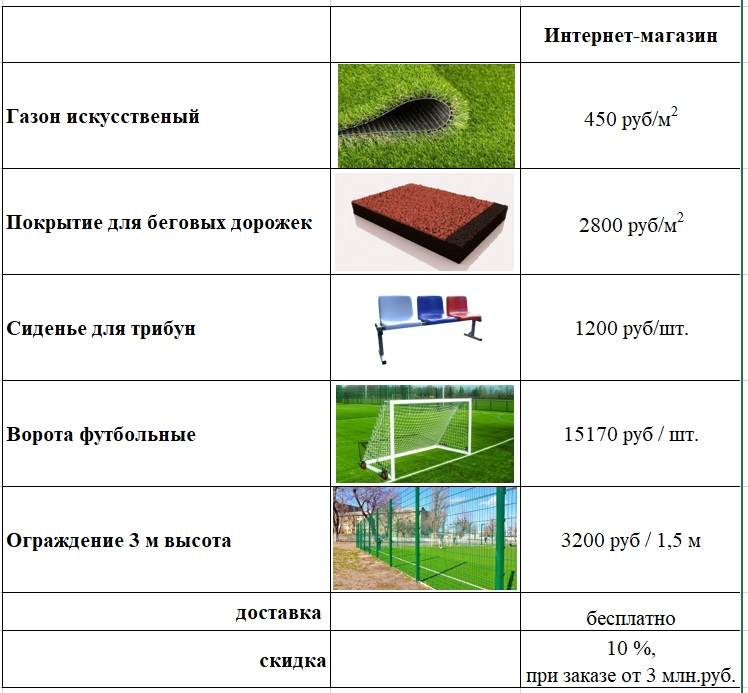 Интернет-магазин
Газон искусственый
450 руб/м²
Покрытие для беговых дорожек
2800 руб/м²
Сиденье для трибун
1200 руб/шт.
Ворота футбольные
15170 руб / шт.
Ограждение 3 м высота
3200 руб / 1,5 м
доставка
бесплатно
скидка
10 %,
при заказе от 3 млн.руб.